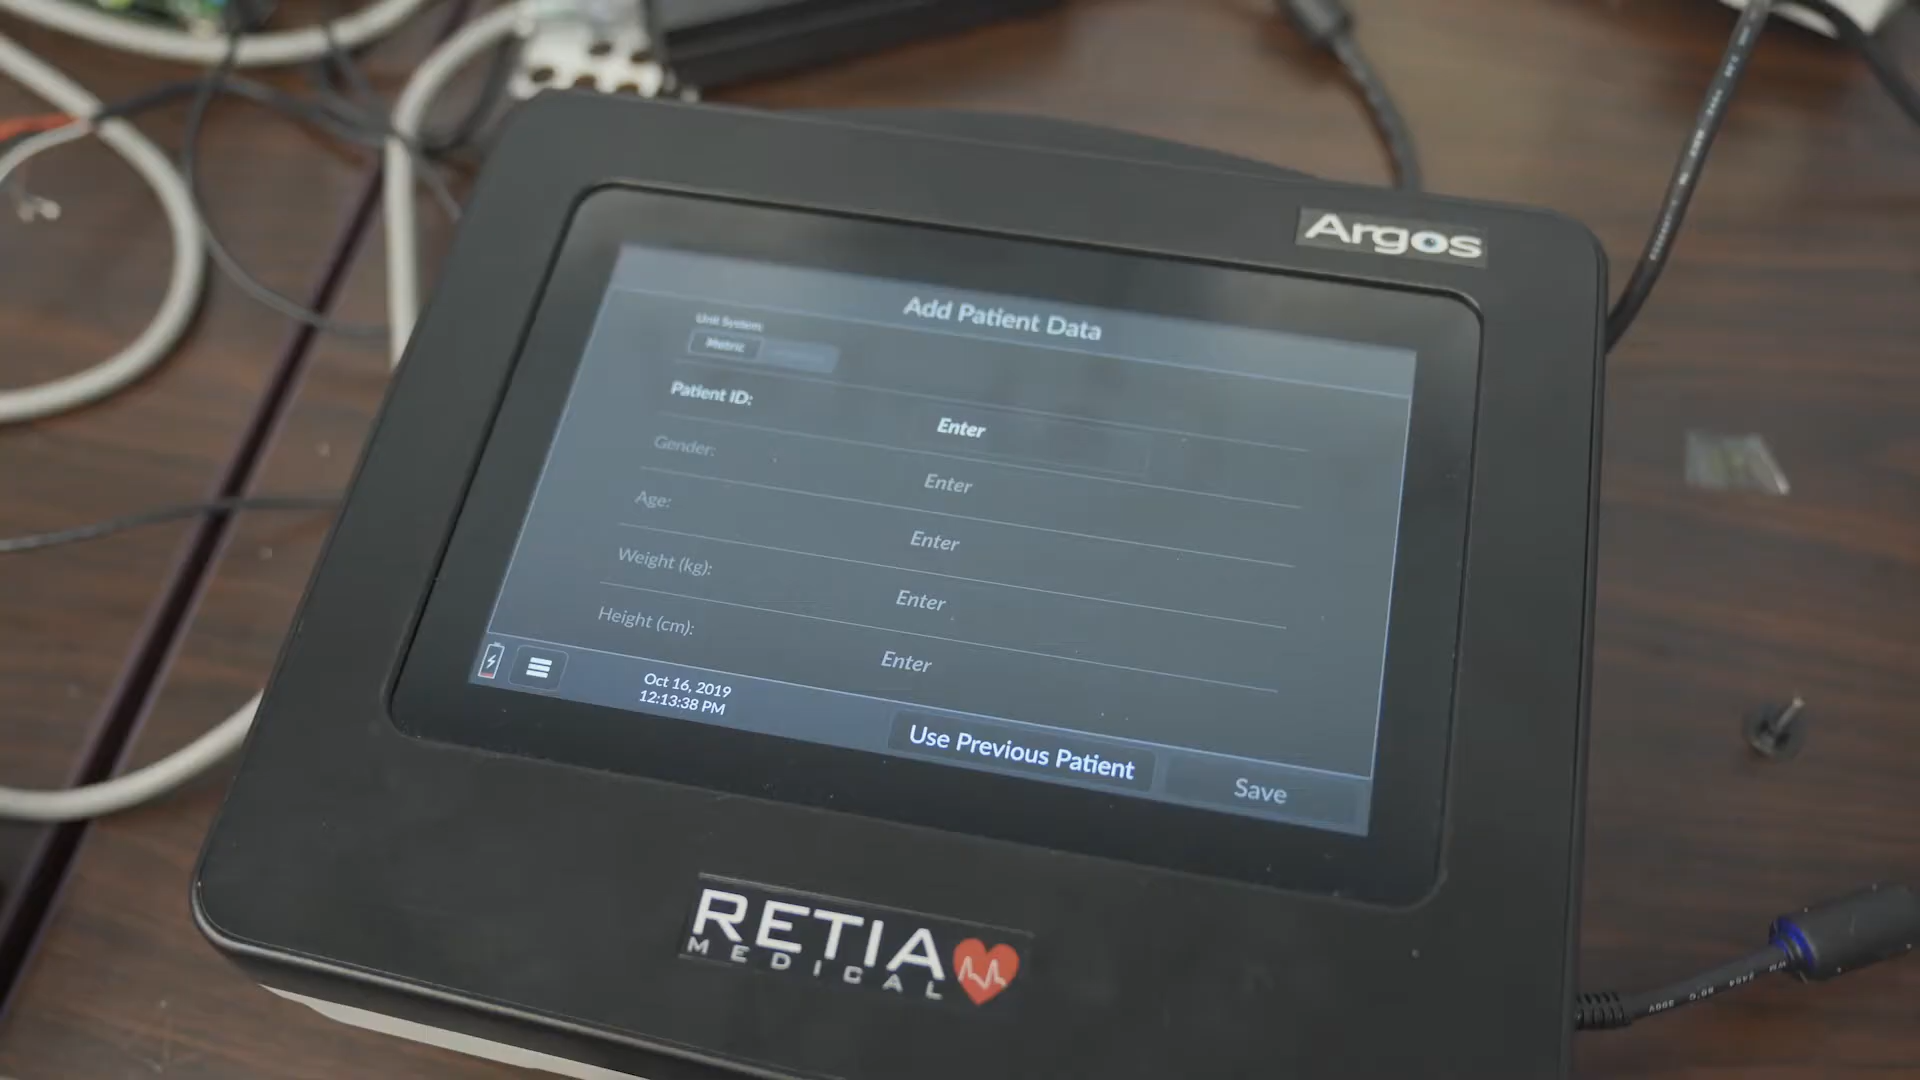 Argos
Add Patient Data
Unit System:
Metric
Patient ID:
Enter
Gender:
Enter
Age:
Enter
Weight (kg):
Enter
Height (cm):
Enter
Oct 16, 2019
12:13:38 PM
Use Previous Patient
Save
RETIA
MEDICAL